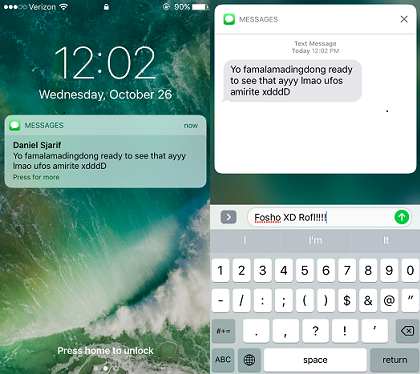 Verizon
90%
12:26
Wednesday, October 26
MESSAGES
now
Daniel Sjarif
Yo famalamadingdong ready to see that ayyy
lmao ufos amirite xdddD
Press for more
Press home to unlock
MESSAGES
Text Message
Today 12:02 PM
Yo famalamadingdong ready
to see that ayyy lmao ufos
amirite xdddD
Fosho XD Rofl!!!!
I
I'm
It
1 2 3 4 5 6 7 8 9 0
- / : ; ( ) $ & @ "
#+= . , ? ! '
ABC space return